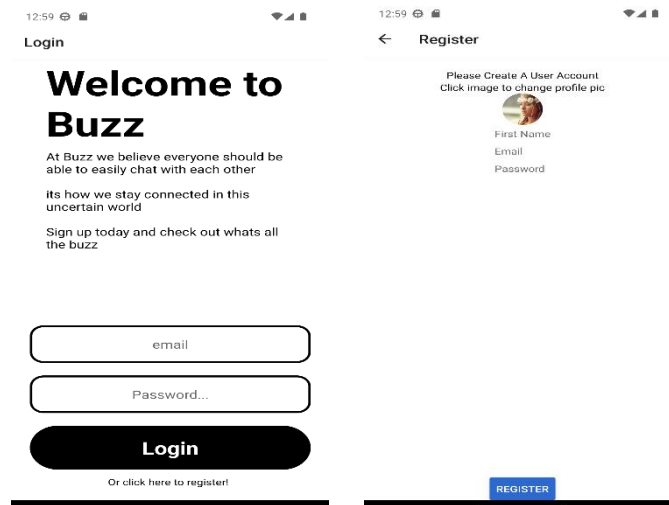 12:59
Login
Welcome to
Buzz
At Buzz we believe everyone should be
able to easily chat with each other
its how we stay connected in this
uncertain world
Sign up today and check out whats all
the buzz
email
Password...
Login
Or click here to register!
12:59
Register
Please Create A User Account
Click image to change profile pic
First Name
Email
Password
REGISTER